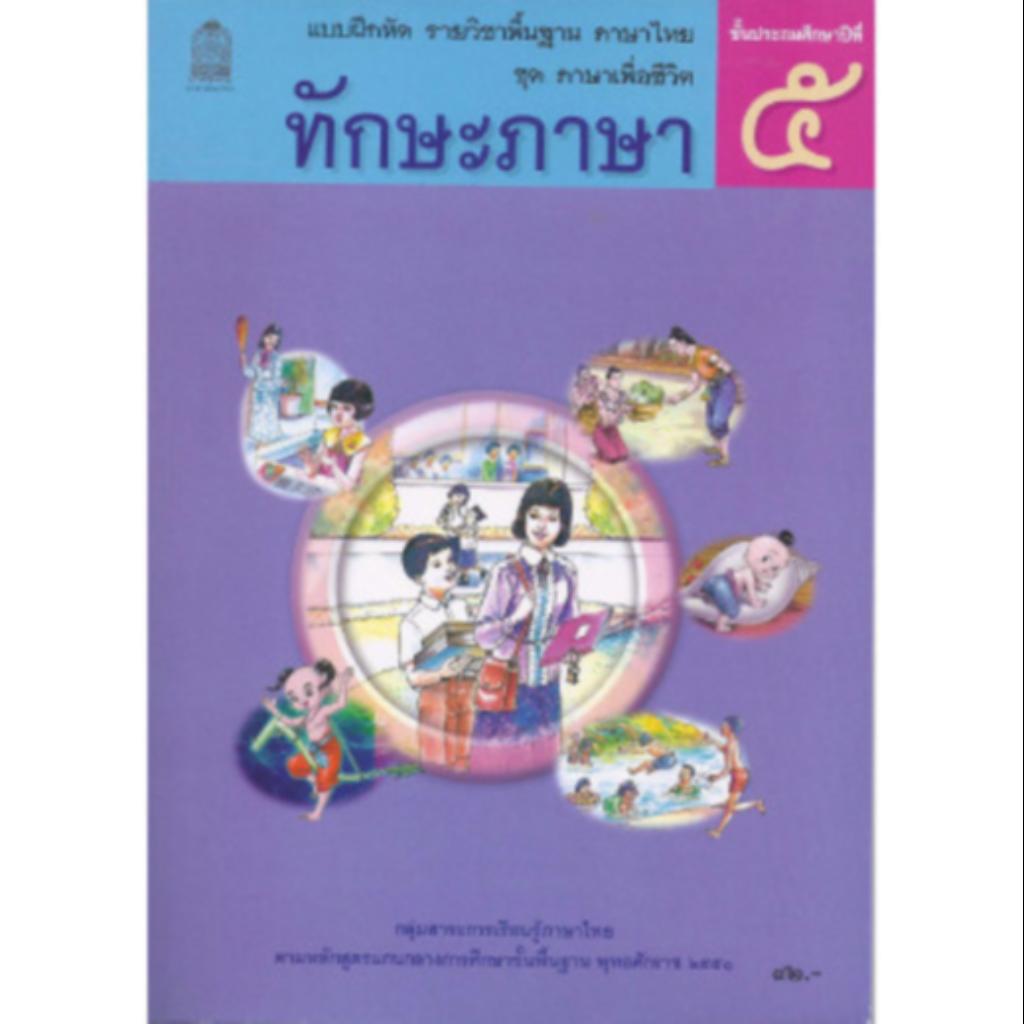 แบบฝึกหัด รายวิชาพื้นฐาน ภาษาไทย
ชุด ภาษาเพื่อชีวิต
ทักษะภาษา
ชั้นประถมศึกษาปีที่
๕
กลุ่มสาระการเรียนรู้ภาษาไทย
ตามหลักสูตรแกนกลางการศึกษาขั้นพื้นฐาน พุทธศักราช ๒๕๕๑